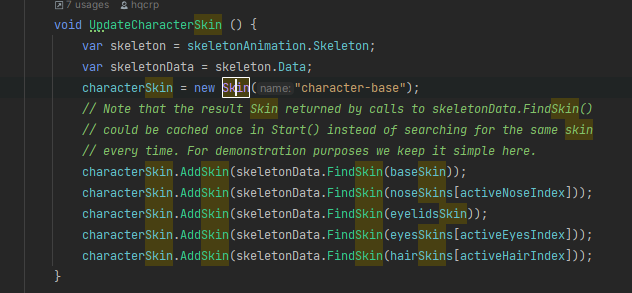 7 usages hqcrp
void UpdateCharacterSkin () {
var skeleton = skeletonAnimation.Skeleton;
var skeletonData = skeleton.Data;
characterSkin = new Skin( name: "character-base");
// Note that the result Skin returned by calls to skeletonData.FindSkin()
// could be cached once in Start() instead of searching for the same skin
// every time. For demonstration purposes we keep it simple here.
characterSkin.AddSkin(skeletonData.FindSkin(baseSkin));
characterSkin.AddSkin(skeletonData.FindSkin(noseSkins[activeNoseIndex]));
characterSkin.AddSkin(skeletonData.FindSkin(eyelidsSkin));
characterSkin.AddSkin(skeletonData.FindSkin(eyesSkins[activeEyesIndex]));
characterSkin.AddSkin(skeletonData.FindSkin(hairSkins[activeHairIndex]));
}